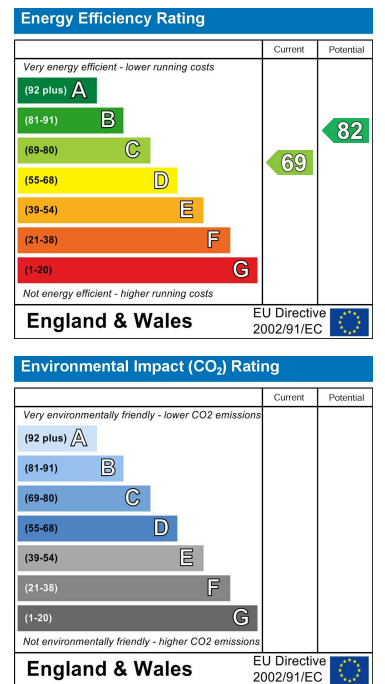 Energy Efficiency Rating
Current Potential
Very energy efficient - lower running costs
(92 plus) A
(81-91) B
82
(69-80) C
69
(55-68) D
(39-54) E
(21-38) F
(1-20) G
Not energy efficient - higher running costs
England & Wales
EU Directive
2002/91/EC
Environmental Impact (CO₂) Rating
Current Potential
Very environmentally friendly - lower CO2 emissions
(92 plus) A
(81-91) B
(69-80) C
(55-68) D
(39-54) E
(21-38) F
(1-20) G
Not environmentally friendly - higher CO2 emissions
England & Wales
EU Directive
2002/91/EC